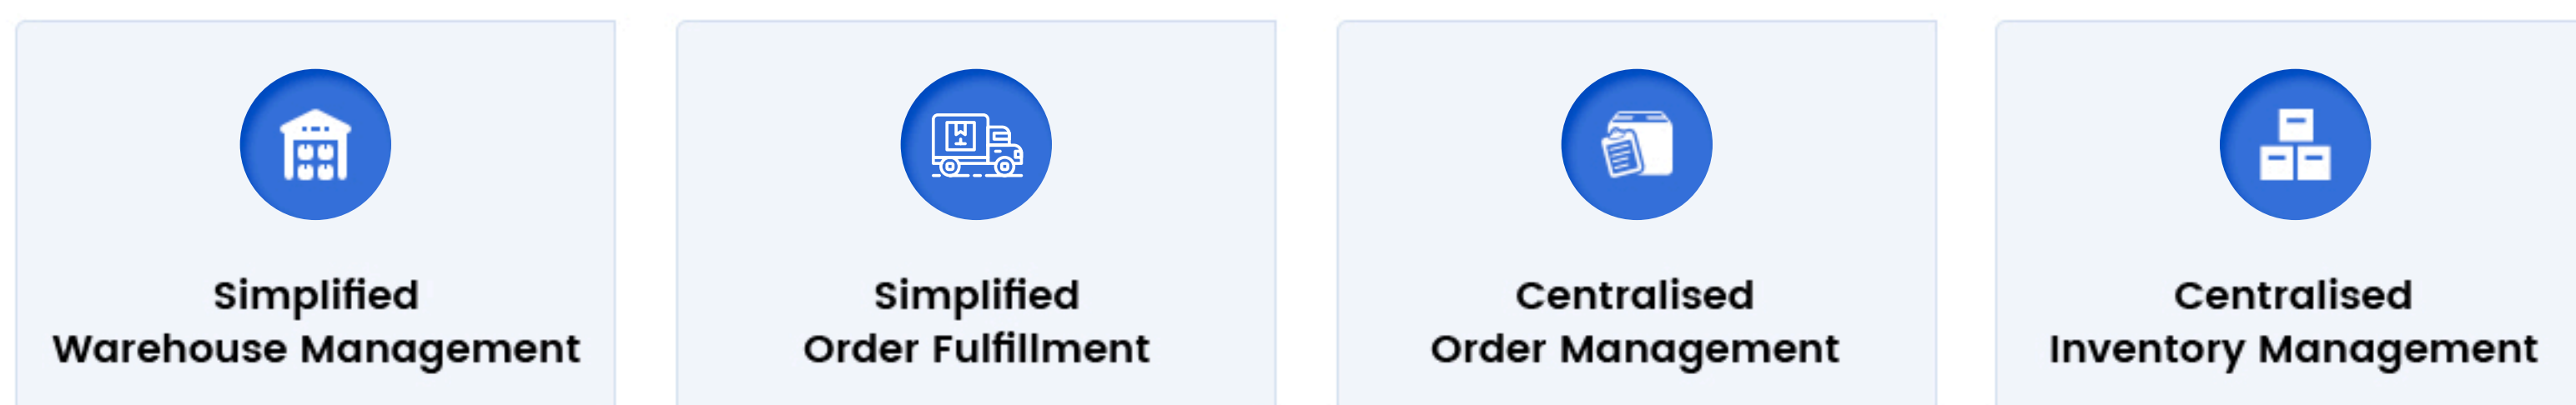 Simplified
Warehouse Management
Simplified
Order Fulfillment
Centralised
Order Management
Centralised
Inventory Management